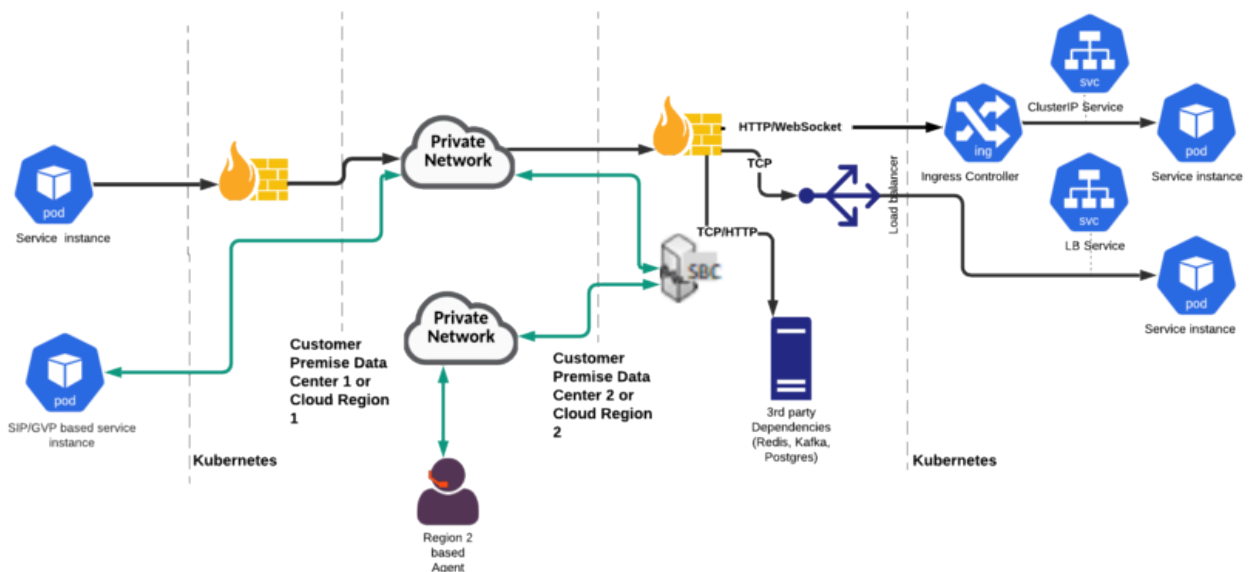 pod
Service instance
pod
SIP/GVP based service
instance
Kubernetes
Customer
Premise Data
Center 1 or
Cloud Region
1
Private
Network
Private
Network
Region 2
based
Agent
Customer
Premise Data
Center 2 or
Cloud Region
2
SBC
HTTP/WebSocket
TCP
TCP/HTTP
3rd party
Dependencies
(Redis, Kafka,
Postgres)
Load balancer
Kubernetes
ing
Ingress Controller
svc
ClusterIP Service
pod
Service instance
svc
LB Service
pod
Service instance